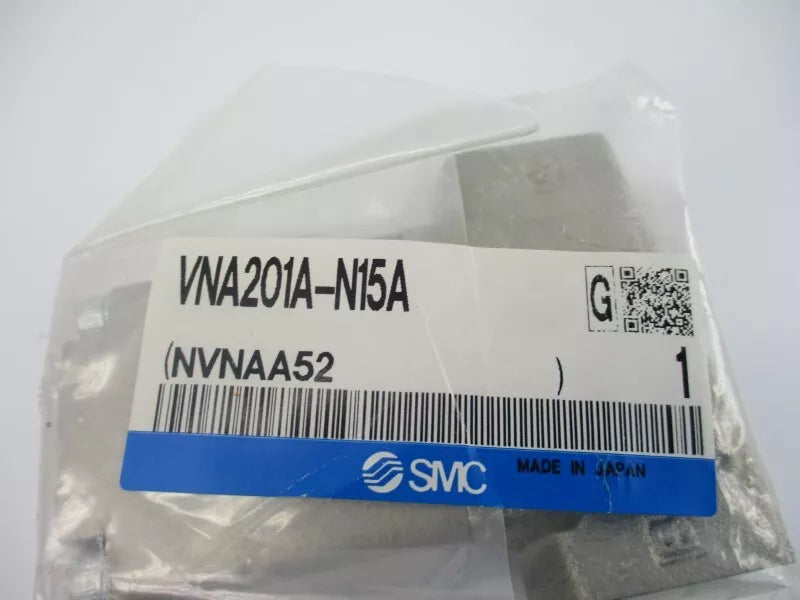 VNA201A-N15A
G
(NVNAA52 ) 1
SMC MADE IN JAPAN